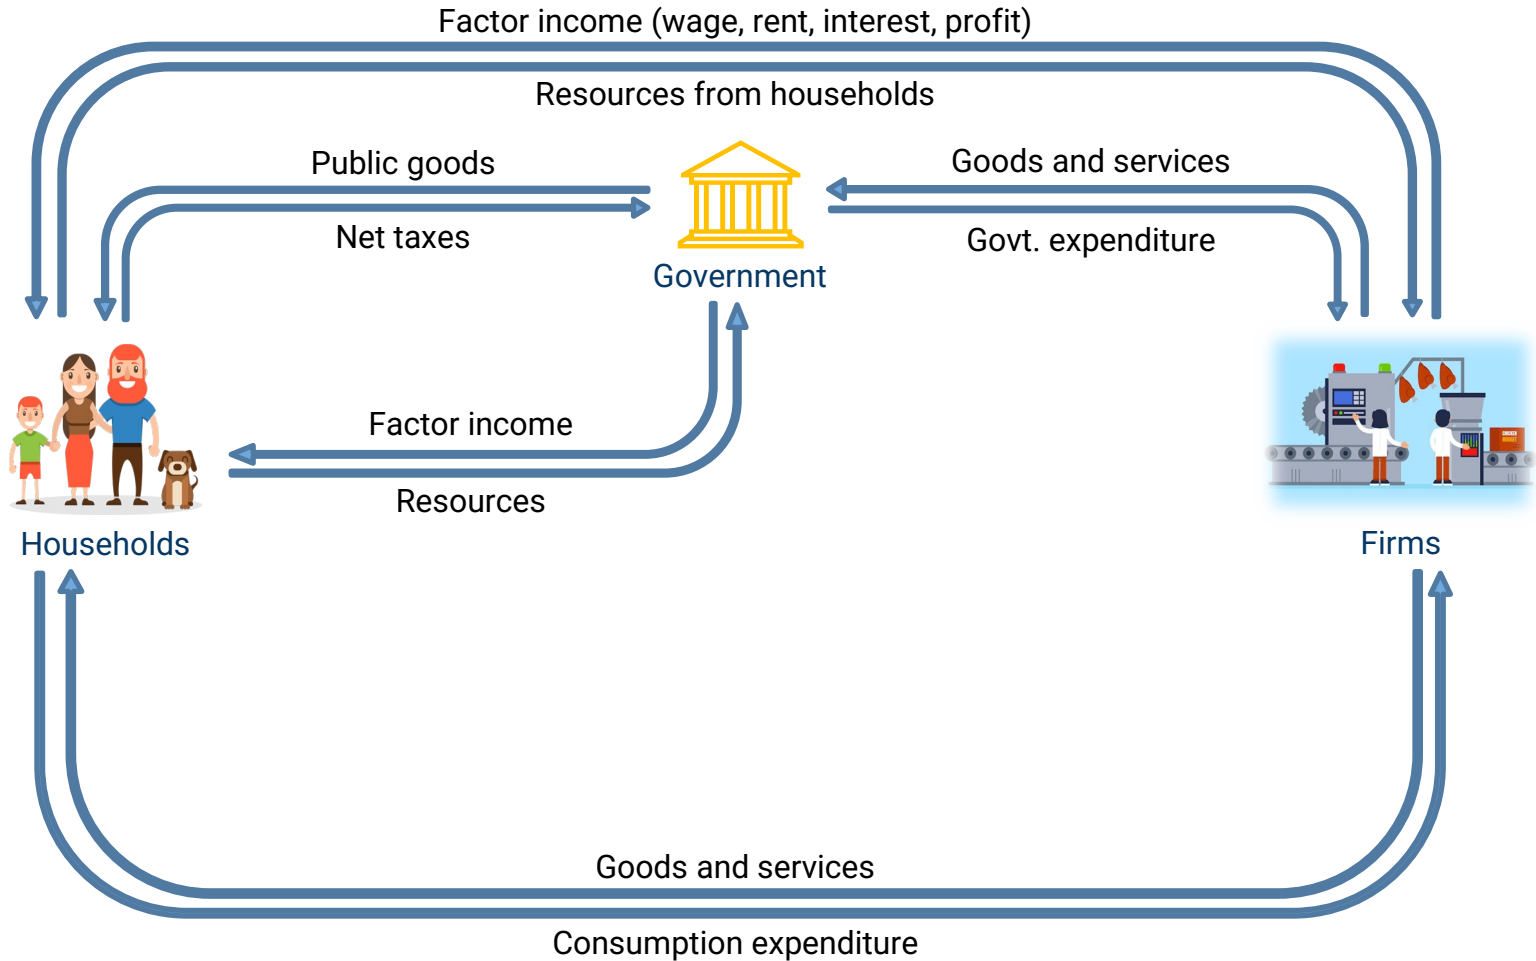 Factor income (wage, rent, interest, profit)
Resources from households
Public goods
Goods and services
Net taxes
Govt. expenditure
Government
Factor income
Resources
Households
Firms
Goods and services
Consumption expenditure